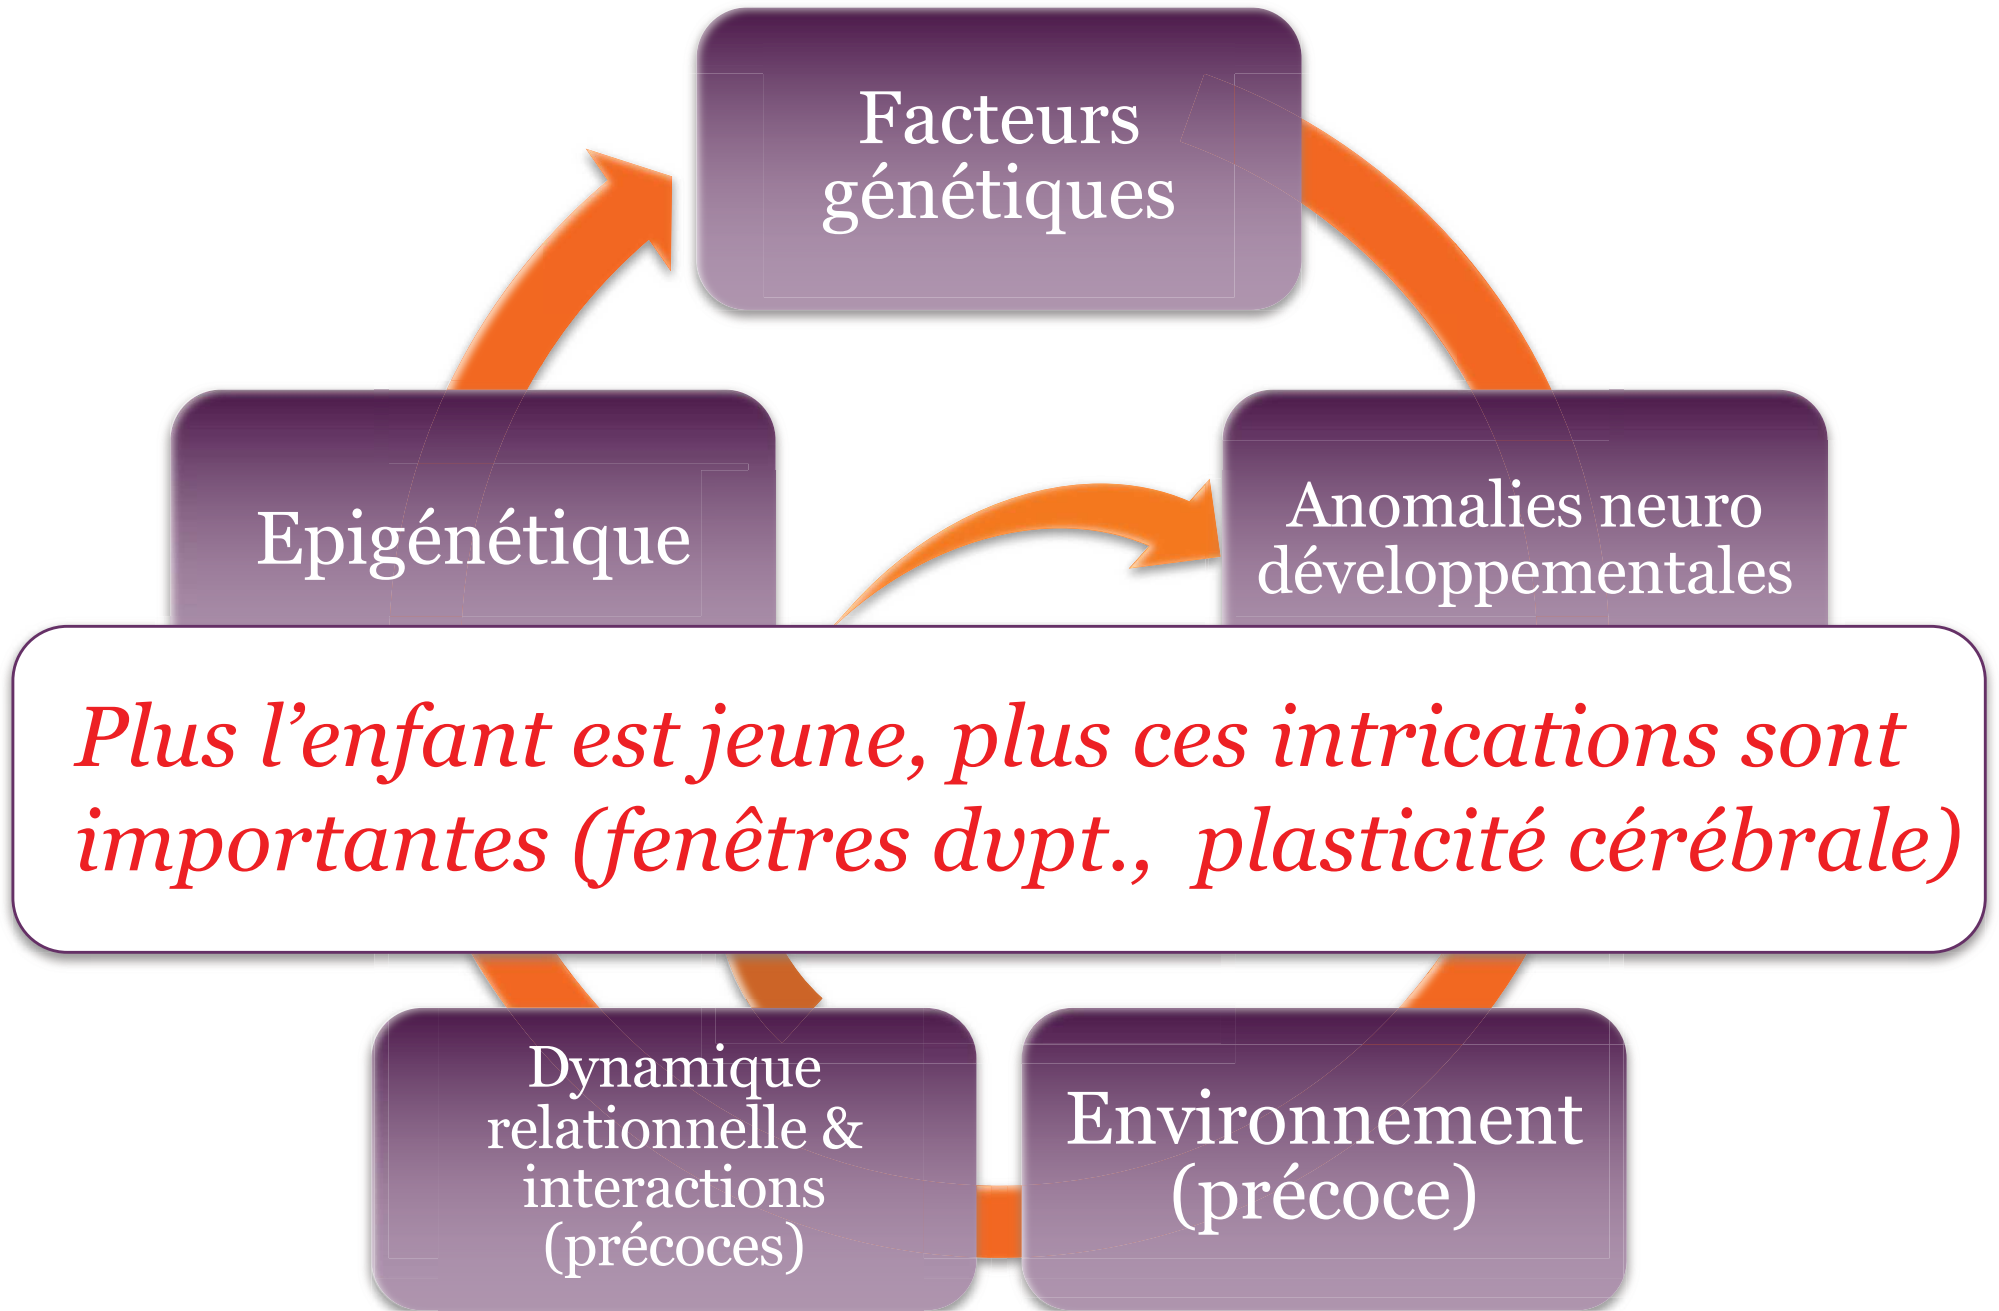 Facteurs
génétiques
Epigénétique
Anomalies neuro
développementales
Plus l’enfant est jeune, plus ces intrications sont
importantes (fenêtres dvpt.,  plasticité cérébrale)
Dynamique
relationnelle &
interactions
(précoces)
Environnement
(précoce)